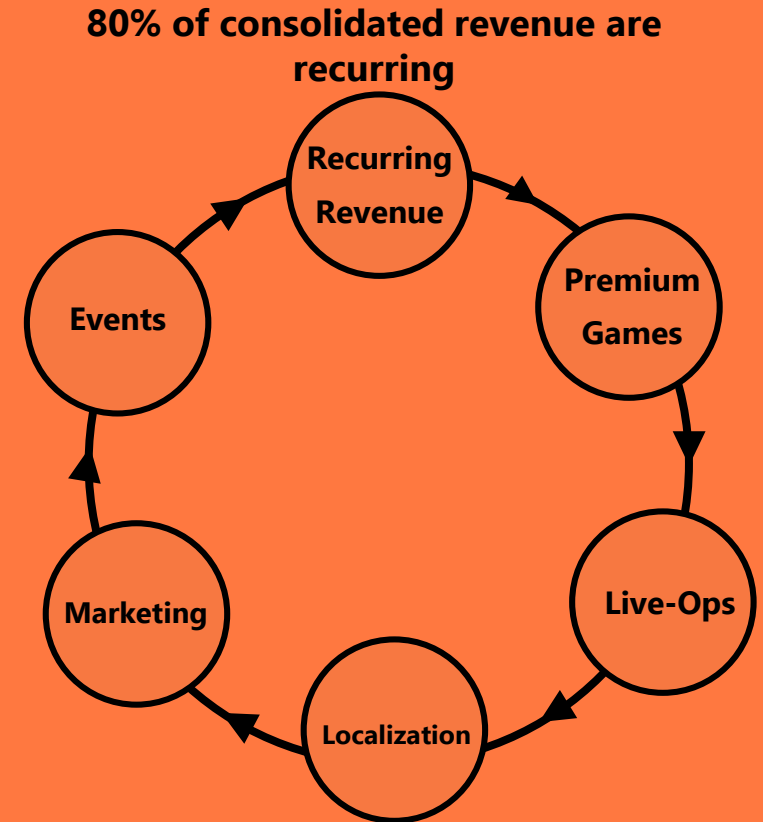 80% of consolidated revenue are
recurring
Recurring
Revenue
Premium
Games
Live-Ops
Localization
Marketing
Events